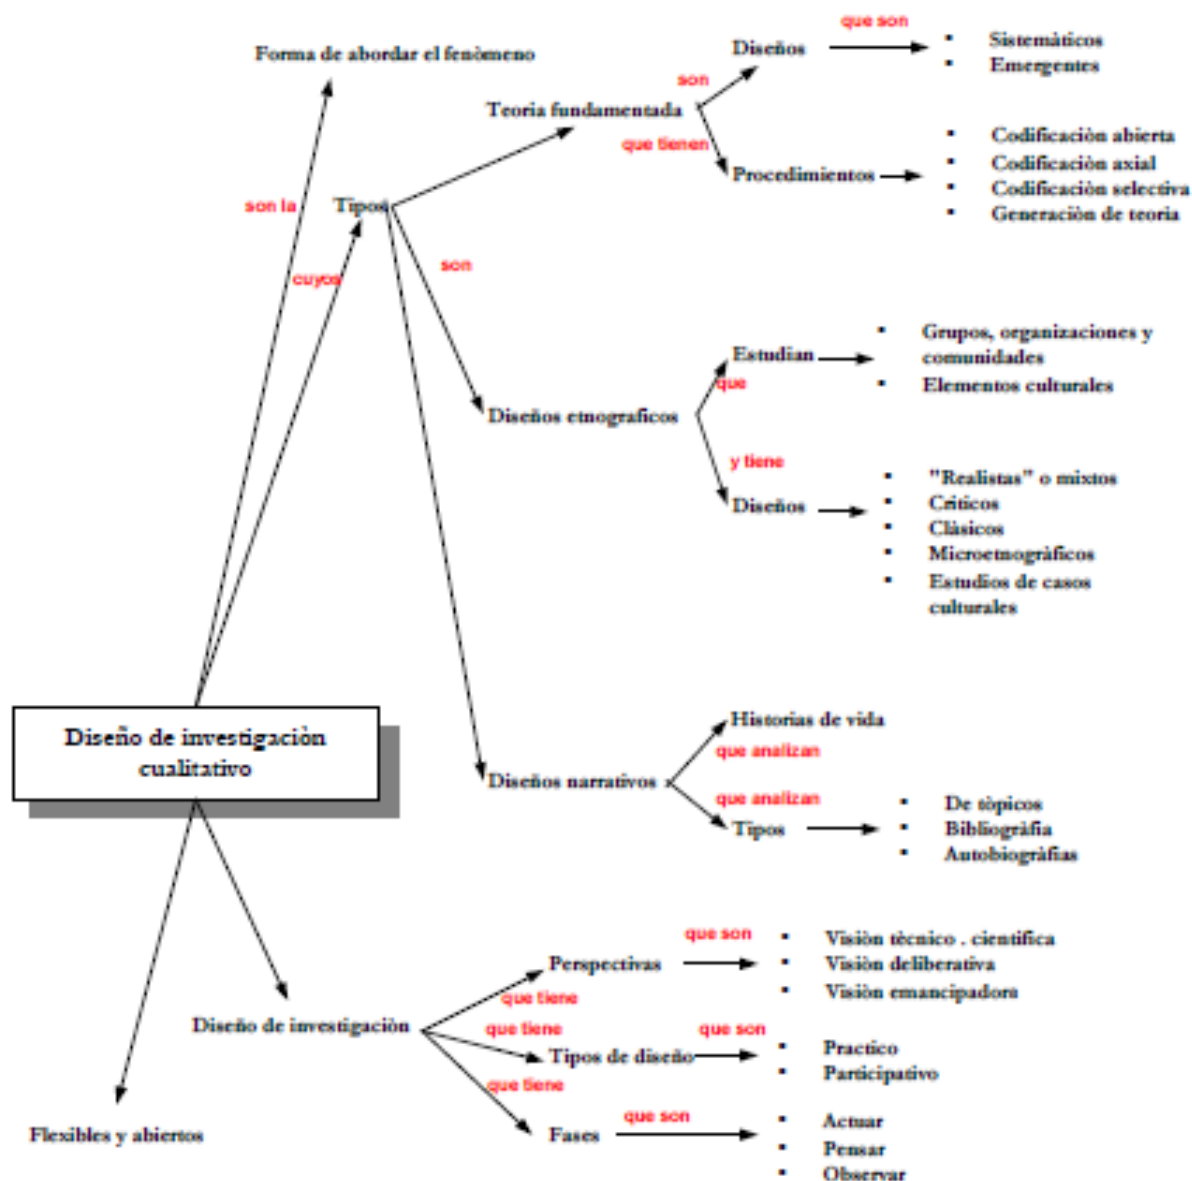 que son
Forma de abordar el fenòmeno
Diseños
Sistemàticos
Emergentes
son
Teoria fundamentada
que tienen
Procedimientos
Codificaciòn abierta
Codificaciòn axial
Codificaciòn selectiva
Generaciòn de teoria
son la
Tipos
cuyos
son
Estudian
que
Grupos, organizaciones y
comunidades
Elementos culturales
Diseños etnograficos
y tiene
Diseños
"Realistas" o mixtos
Criticos
Clàsicos
Microetnogràficos
Estudios de casos
culturales
Diseño de investigaciòn
cualitativo
Historias de vida
que analizan
Diseños narrativos
que analizan
Tipos
De tòpicos
Bibliogràfia
Autobiogràfias
que son
Perspectivas
Visiòn tècnico . cientifica
Visiòn deliberativa
Visiòn emancipadora
que tiene
Diseño de investigaciòn
que tiene
que son
Tipos de diseño
Practico
Participativo
que tiene
que son
Fases
Actuar
Pensar
Observar
Flexibles y abiertos